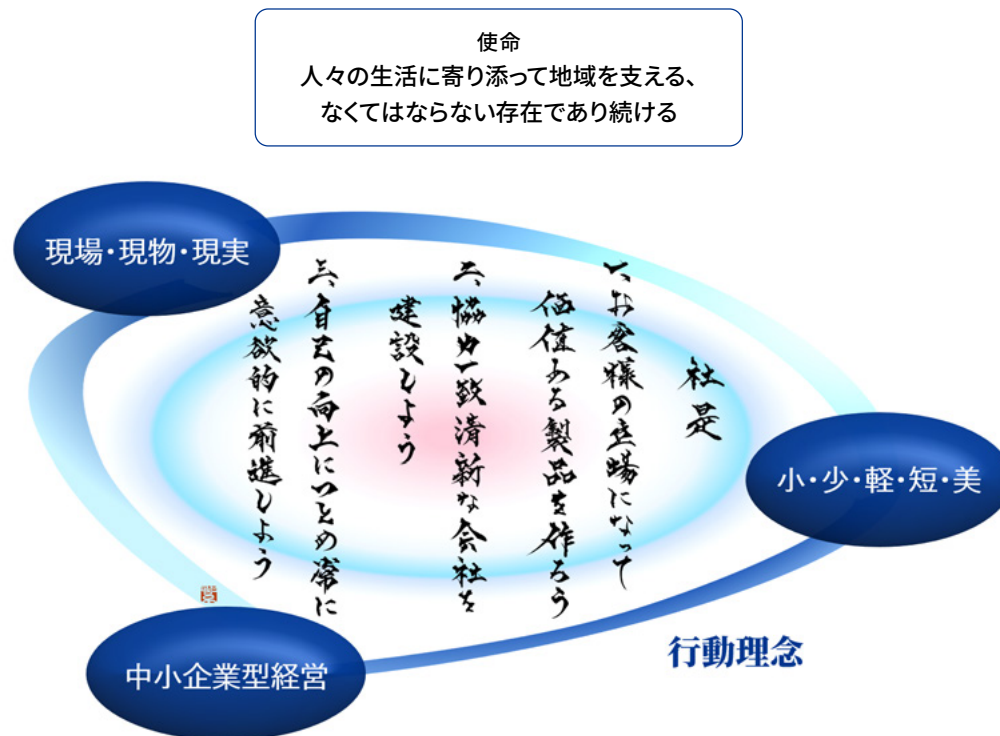 使命
人々の生活に寄り添って地域を支える、
なくてはならない存在であり続ける
現場・現物・現実
社是
一、お客様の立場になって
価値ある製品を作ろう
二、協力一致清新な会社を
建設しよう
三、自己の向上につとめ常に
意欲的に前進しよう
小・少・軽・短・美
中小企業型経営
行動理念